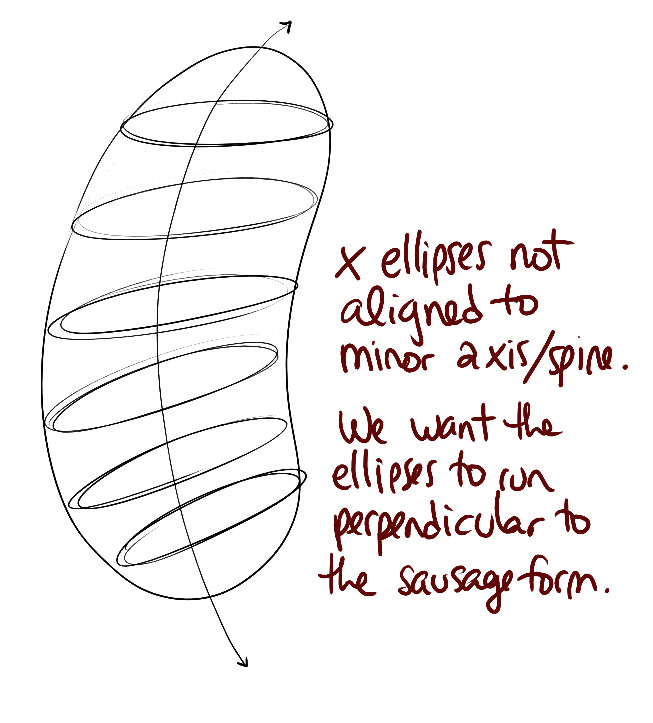 x ellipses not
aligned to
minor axis/spine.
We want the
ellipses to run
perpendicular to
the sausage form.